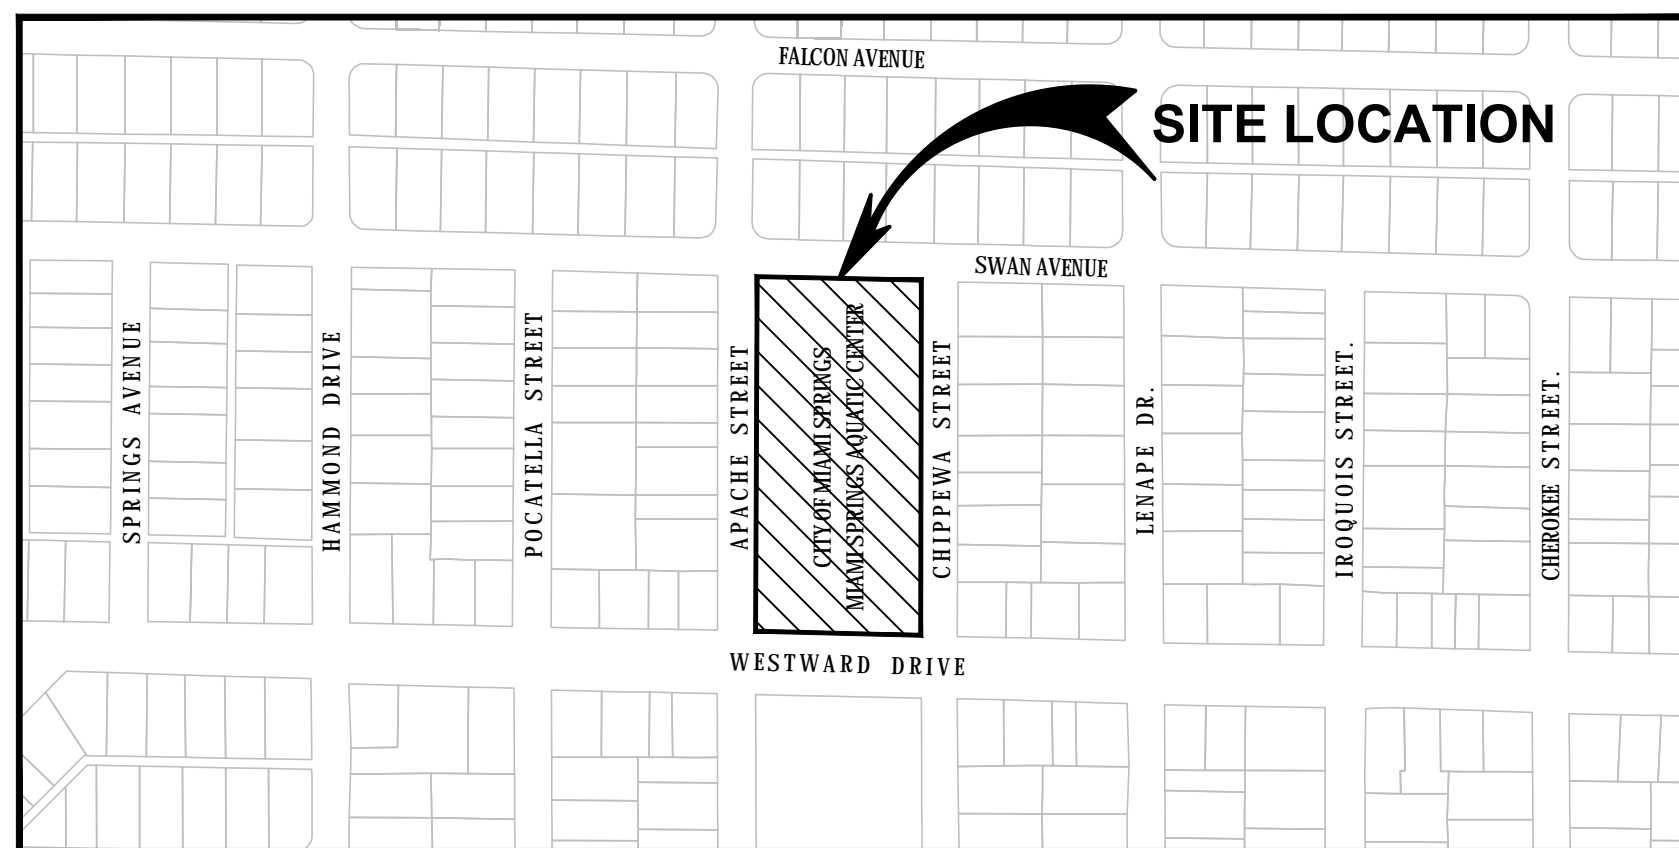 FALCON AVENUE
SITE LOCATION
SWAN AVENUE
SPRINGS AVENUE
HAMMOND DRIVE
POCATELLA STREET
APACHE STREET
CITY OF MIAMI SPRINGS
MIAMI SPRINGS AQUATIC CENTER
CHIPPEWA STREET
LENAPE DR.
IROQUOIS STREET.
CHEROKEE STREET.
WESTWARD DRIVE